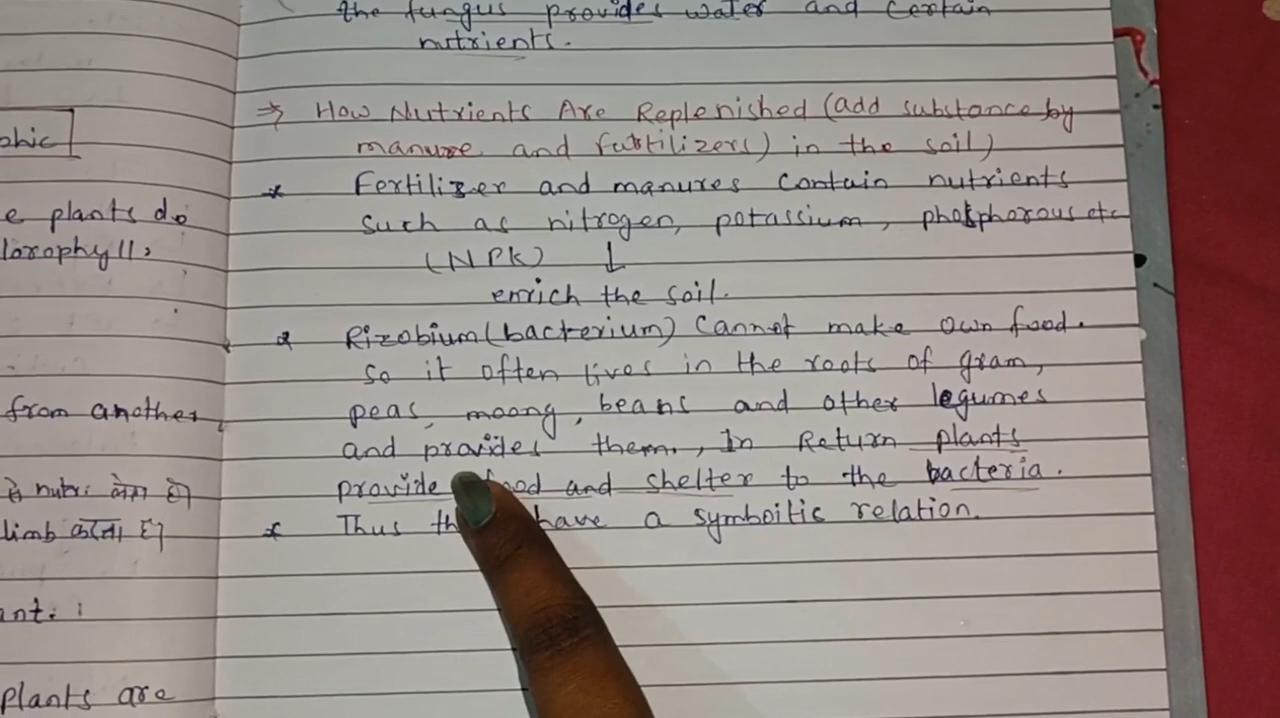 phic
e plants do
lorophyll,
from another
से nutri लेता हो
limb करता है।
ant. :
plants are
the fungus provides water and certain
nutrients.
⇒ How Nutrients Are Replenished (add substance by
manure and fertilizers) in the soil)
* Fertilizer and manures contain nutrients
such as nitrogen, potassium, phosphorous etc
(NPK) ↓
enrich the soil.
* Rizobium (bacterium) cannot make own food.
so it often lives in the roots of gram,
peas, moong, beans and other legumes
and provides them, In Return plants
provide food and shelter to the bacteria.
* Thus have a symboitic relation.